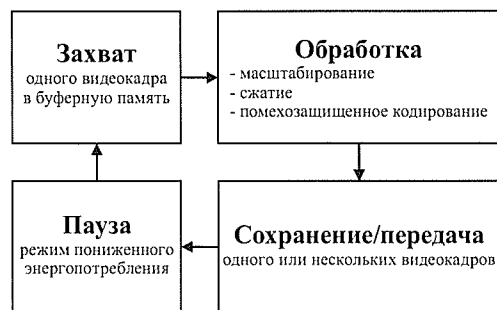 Захват
одного видеокадра
в буферную память
Обработка
- масштабирование
- сжатие
- помехозащищенное кодирование
Пауза
режим пониженного
энергопотребления
Сохранение/передача
одного или нескольких видеокадров